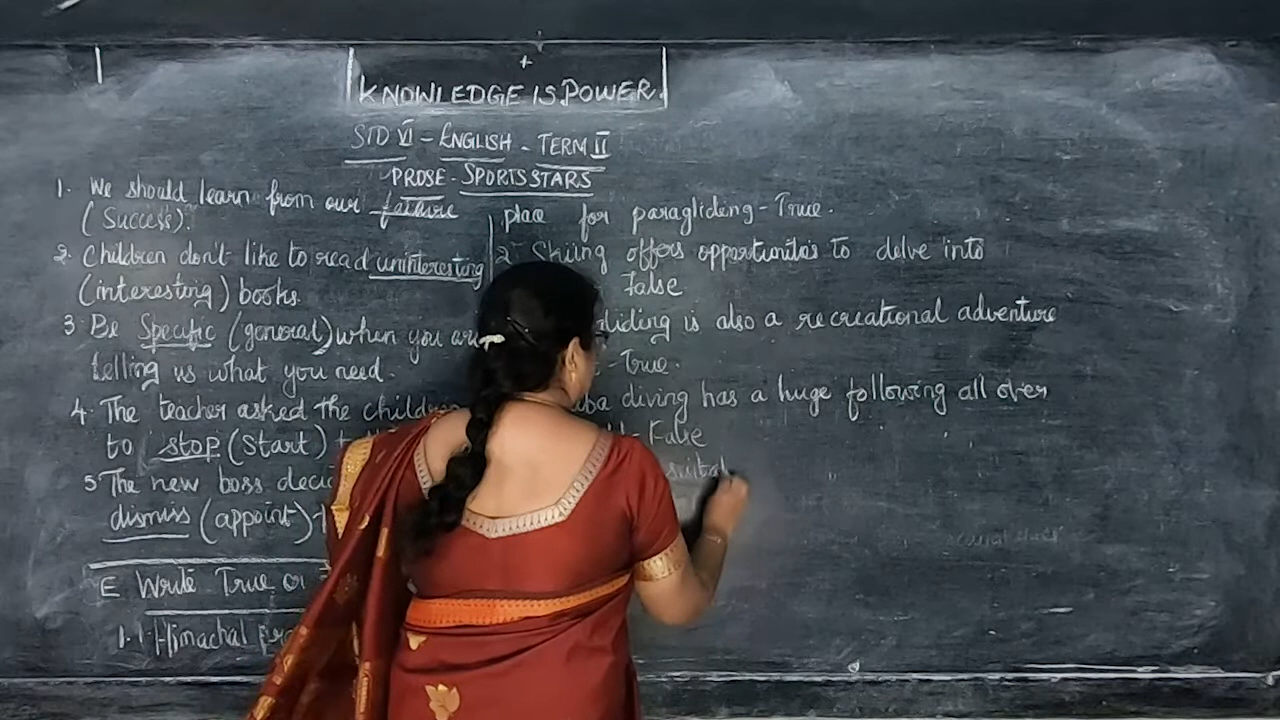 KNOWLEDGE IS POWER.
STD VI - ENGLISH - TERM II
PROSE - SPORTS STARS
1. We should learn from our failure
(Success).
2. Children don't like to read uninteresting
(interesting) books.
3. Be Specific (general) when you are
telling us what you need.
4. The teacher asked the children
to stop (Start)
5 The new boss
dismiss (appoint)
E Write True or
1. Himachal
place for paragliding - True.
2 Skiing offers opportunities to delve into
False
is also a recreational adventure
- True.
diving has a huge following all over
- False